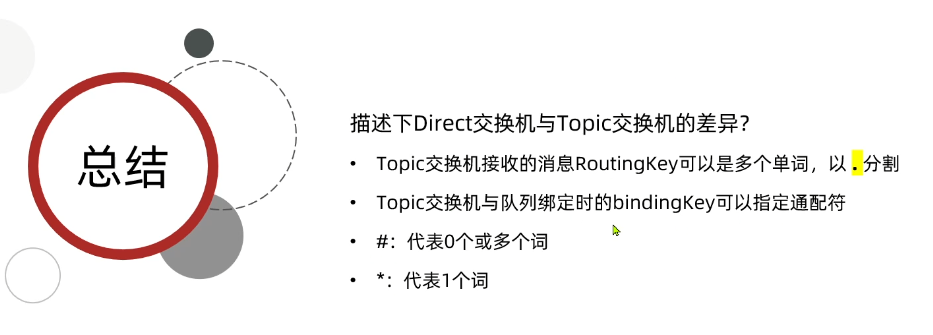 总结
描述下Direct交换机与Topic交换机的差异？
• Topic交换机接收的消息RoutingKey可以是多个单词，以 . 分割
• Topic交换机与队列绑定时的bindingKey可以指定通配符
• #：代表0个或多个词
• *：代表1个词